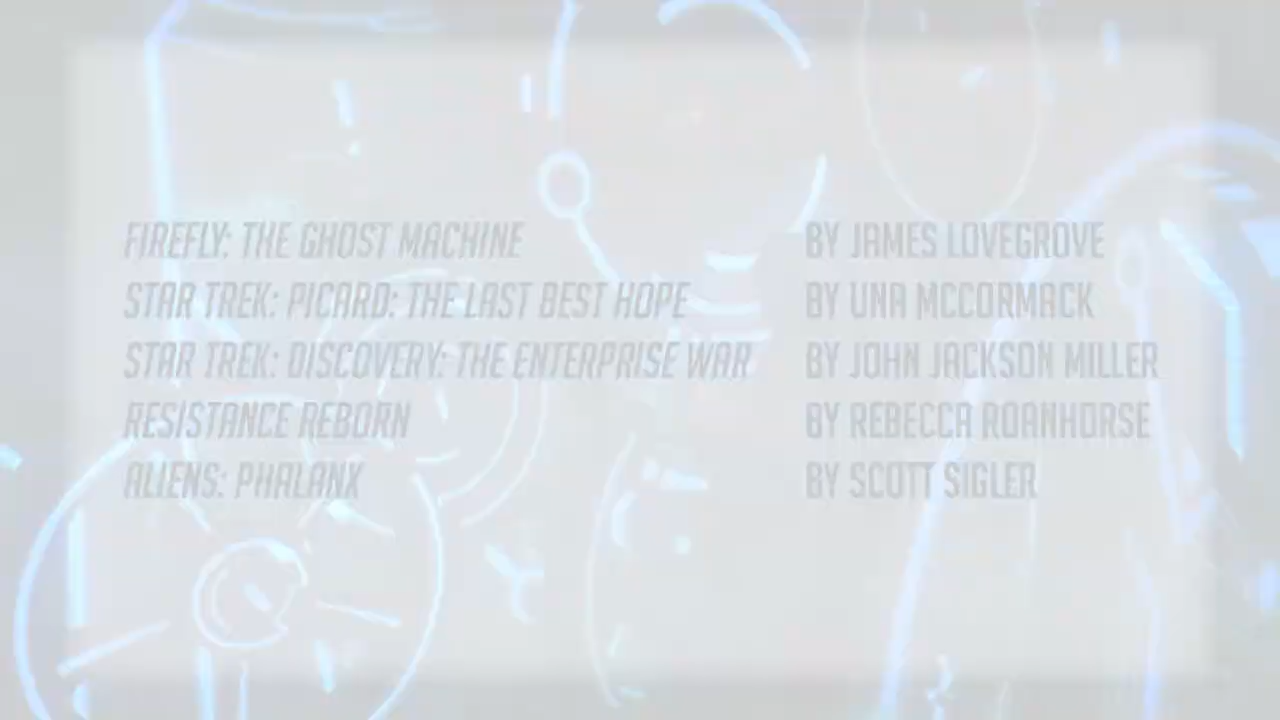 FIREFLY: THE GHOST MACHINE BY JAMES LOVEGROVE
STAR TREK: PICARD: THE LAST BEST HOPE BY UNA MCCORMACK
STAR TREK: DISCOVERY: THE ENTERPRISE WAR BY JOHN JACKSON MILLER
RESISTANCE REBORN BY REBECCA ROANHORSE
ALIENS: PHALANX BY SCOTT SIGLER